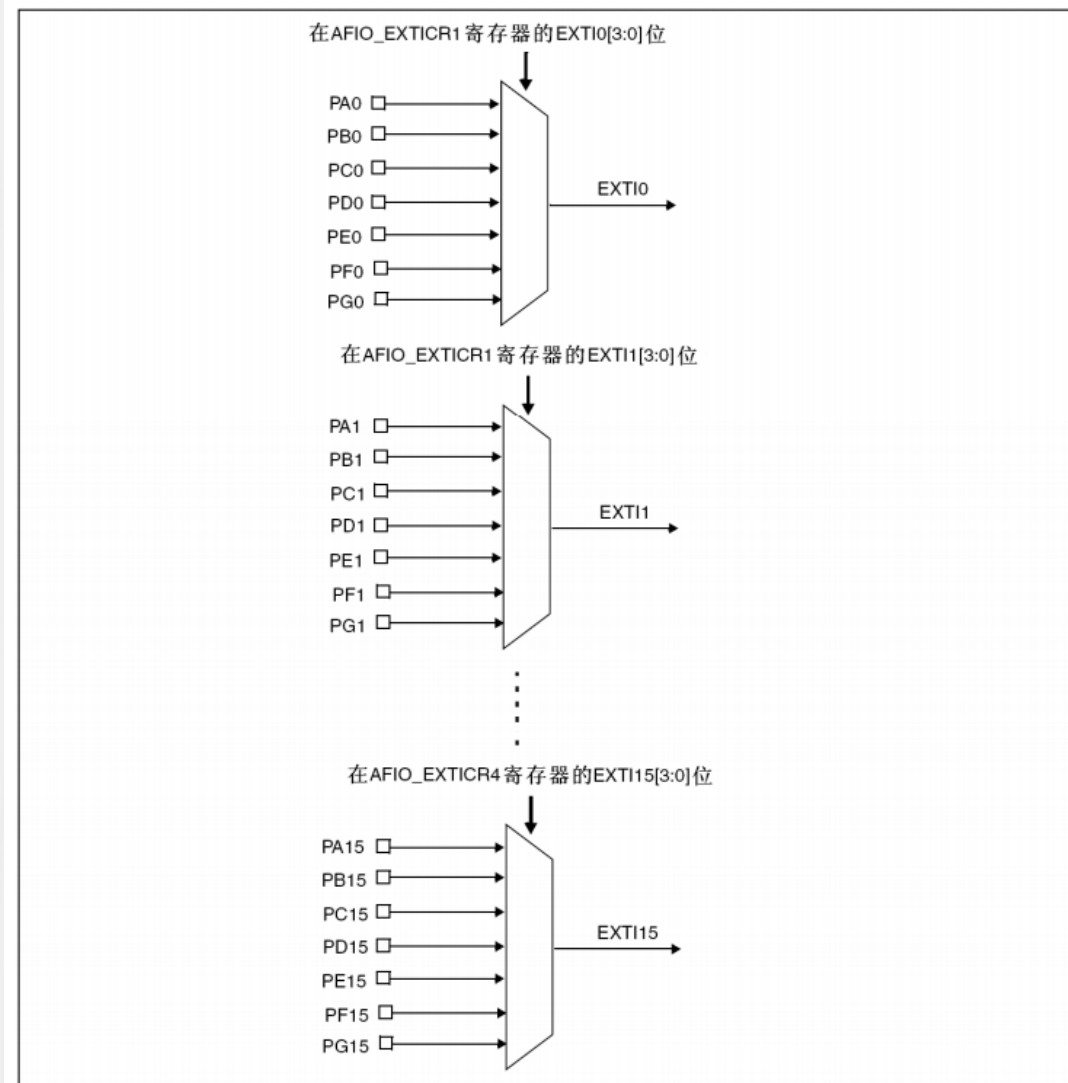 在AFIO_EXTICR1寄存器的EXTI0[3:0]位
PA0
PB0
PC0
PD0
PE0
PF0
PG0
EXTI0
在AFIO_EXTICR1寄存器的EXTI1[3:0]位
PA1
PB1
PC1
PD1
PE1
PF1
PG1
EXTI1
在AFIO_EXTICR4寄存器的EXTI15[3:0]位
PA15
PB15
PC15
PD15
PE15
PF15
PG15
EXTI15